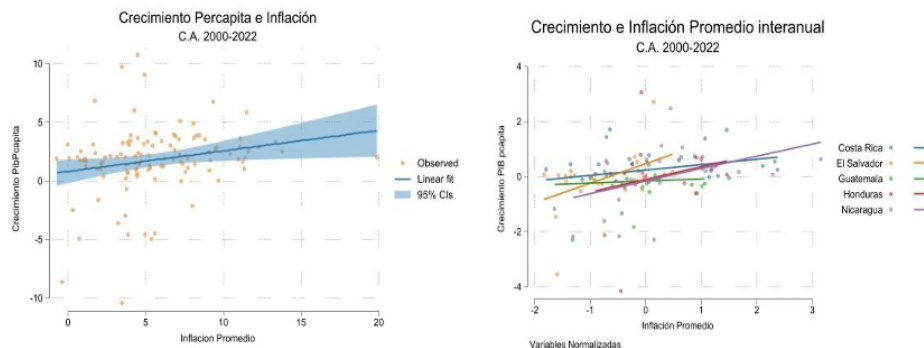 Crecimiento Percapita e Inflación
C.A. 2000-2022
Crecimiento PibPcapita
10
5
0
-5
-10
0
5
10
15
20
Inflacion Promedio
Observed
Linear fit
95% CIs
Crecimiento e Inflación Promedio interanual
C.A. 2000-2022
Crecimiento PIB pcapita
4
2
0
-2
-4
-2
-1
0
1
2
3
Inflación Promedio
Variables Normalizadas
Costa Rica
El Salvador
Guatemala
Honduras
Nicaragua